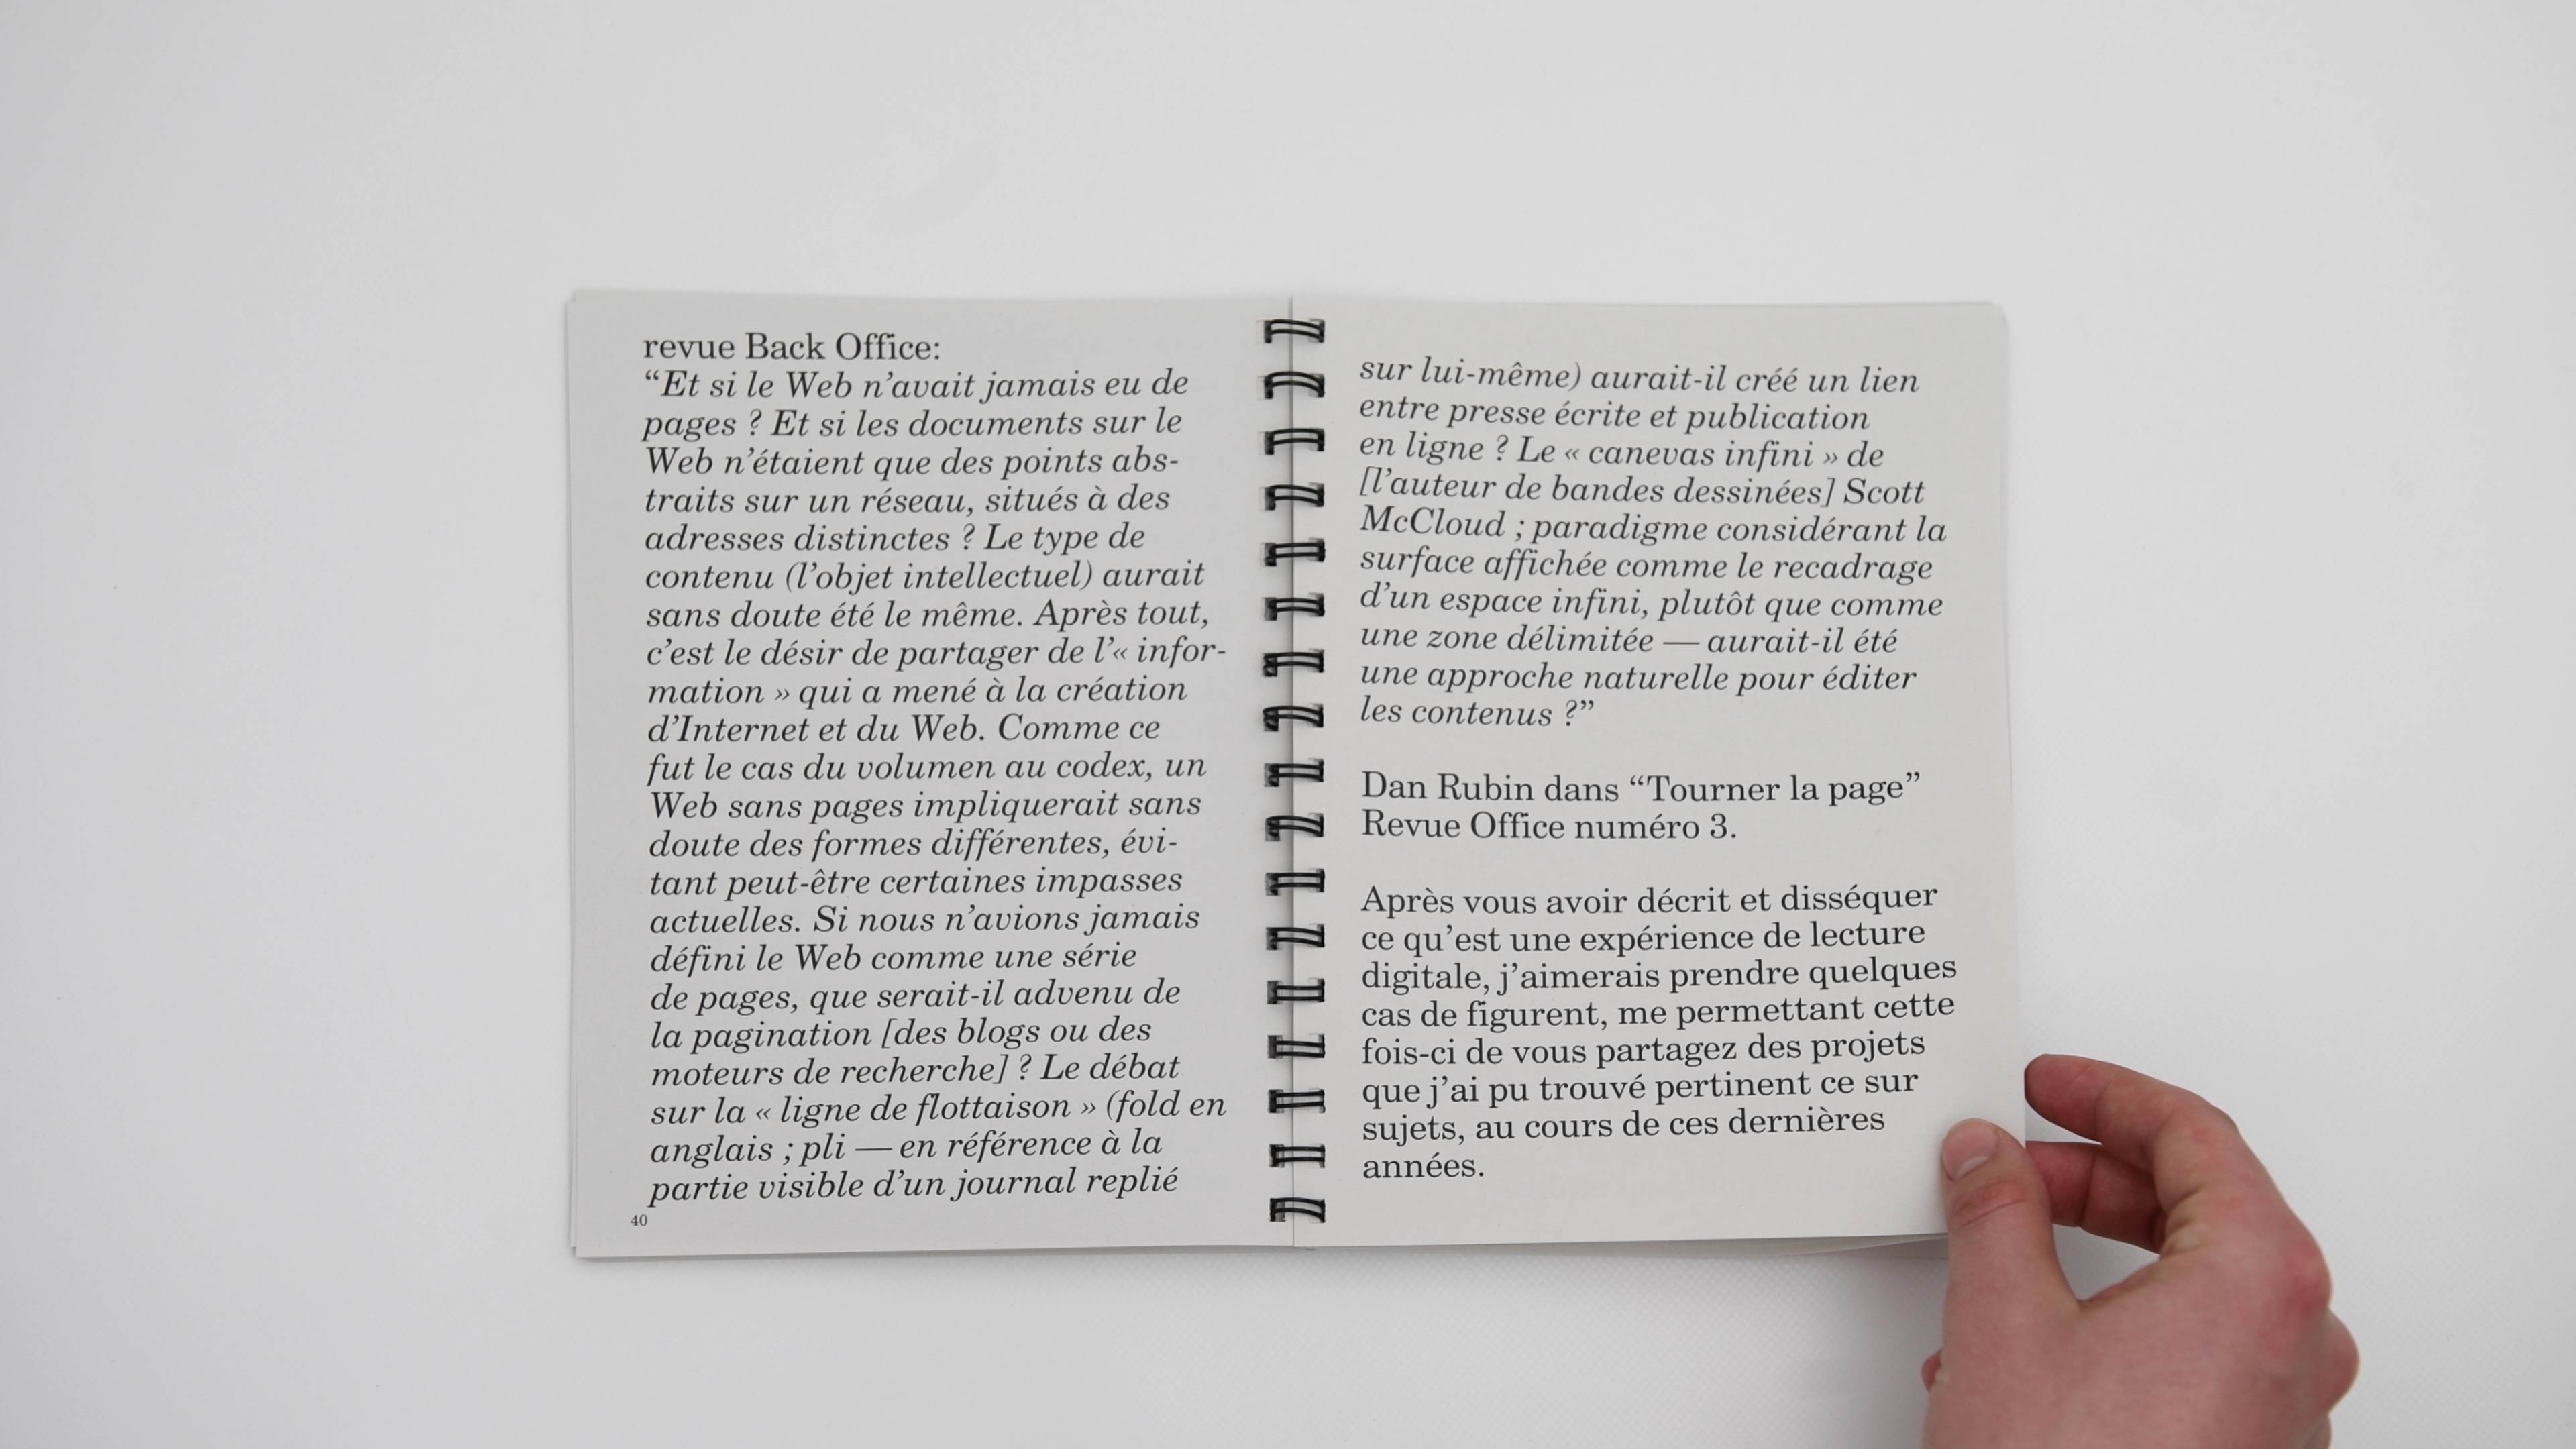 revue Back Office:
“Et si le Web n’avait jamais eu de
pages ? Et si les documents sur le
Web n’étaient que des points abs-
traits sur un réseau, situés à des
adresses distinctes ? Le type de
contenu (l’objet intellectuel) aurait
sans doute été le même. Après tout,
c’est le désir de partager de l’« infor-
mation » qui a mené à la création
d’Internet et du Web. Comme ce
fut le cas du volumen au codex, un
Web sans pages impliquerait sans
doute des formes différentes, évi-
tant peut-être certaines impasses
actuelles. Si nous n’avions jamais
défini le Web comme une série
de pages, que serait-il advenu de
la pagination [des blogs ou des
moteurs de recherche] ? Le débat
sur la « ligne de flottaison » (fold en
anglais ; pli — en référence à la
partie visible d’un journal replié
40
sur lui-même) aurait-il créé un lien
entre presse écrite et publication
en ligne ? Le « canevas infini » de
[l’auteur de bandes dessinées] Scott
McCloud ; paradigme considérant la
surface affichée comme le recadrage
d’un espace infini, plutôt que comme
une zone délimitée — aurait-il été
une approche naturelle pour éditer
les contenus ?”
Dan Rubin dans “Tourner la page”
Revue Office numéro 3.
Après vous avoir décrit et disséquer
ce qu’est une expérience de lecture
digitale, j’aimerais prendre quelques
cas de figurent, me permettant cette
fois-ci de vous partagez des projets
que j’ai pu trouvé pertinent ce sur
sujets, au cours de ces dernières
années.